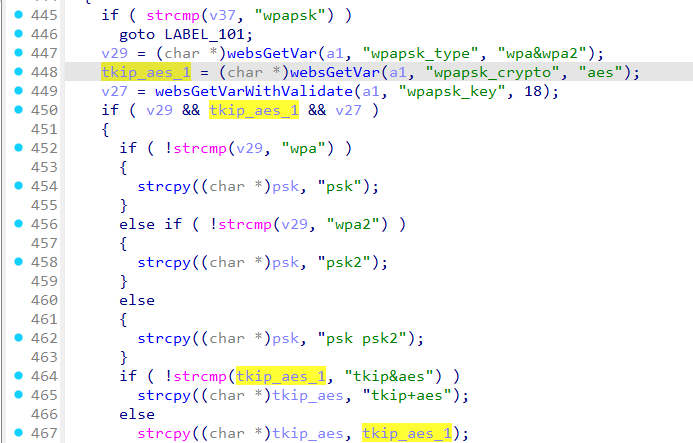 445 if ( strcmp(v37, "wpapsk") )
446 goto LABEL_101;
447 v29 = (char *)websGetVar(a1, "wpapsk_type", "wpa&wpa2");
448 tkip_aes_1 = (char *)websGetVar(a1, "wpapsk_crypto", "aes");
449 v27 = websGetVarWithValidate(a1, "wpapsk_key", 18);
450 if ( v29 && tkip_aes_1 && v27 )
451 {
452 if ( !strcmp(v29, "wpa") )
453 {
454 strcpy((char *)psk, "psk");
455 }
456 else if ( !strcmp(v29, "wpa2") )
457 {
458 strcpy((char *)psk, "psk2");
459 }
460 else
461 {
462 strcpy((char *)psk, "psk psk2");
463 }
464 if ( !strcmp(tkip_aes_1, "tkip&aes") )
465 strcpy((char *)tkip_aes, "tkip+aes");
466 else
467 strcpy((char *)tkip_aes, tkip_aes_1);